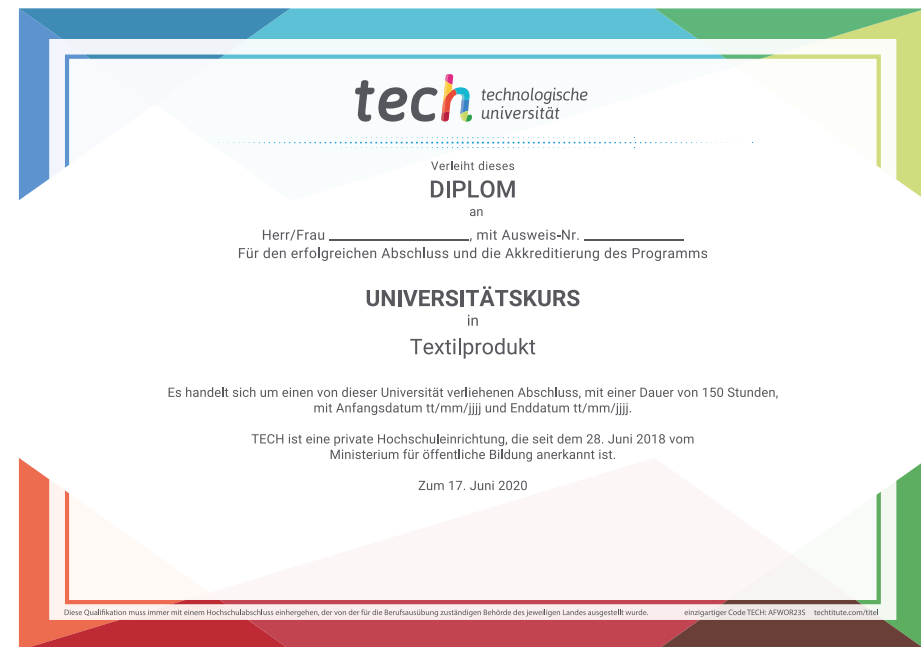 tech technologische
universität
Verleiht dieses
DIPLOM
an
Herr/Frau ____________________, mit Ausweis-Nr. ______________
Für den erfolgreichen Abschluss und die Akkreditierung des Programms
UNIVERSITÄTSKURS
in
Textilprodukt
Es handelt sich um einen von dieser Universität verliehenen Abschluss, mit einer Dauer von 150 Stunden,
mit Anfangsdatum tt/mm/jjjj und Enddatum tt/mm/jjjj.
TECH ist eine private Hochschuleinrichtung, die seit dem 28. Juni 2018 vom
Ministerium für öffentliche Bildung anerkannt ist.
Zum 17. Juni 2020
Diese Qualifikation muss immer mit einem Hochschulabschluss einhergehen, der von der für die Berufsausübung zuständigen Behörde des jeweiligen Landes ausgestellt wurde. einzigartiger Code TECH: AFWOR23S techtitute.com/titel